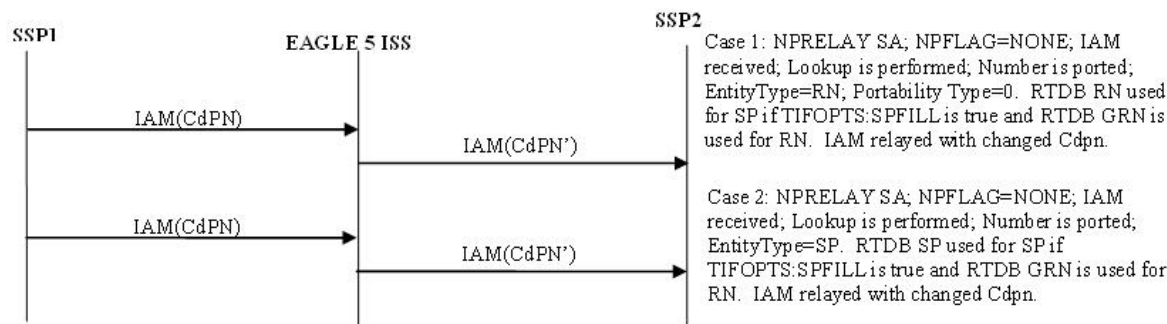 SSP1
EAGLE 5 ISS
SSP2
IAM(CdPN)
IAM(CdPN’)
IAM(CdPN)
IAM(CdPN’)
Case 1: NPRELAY SA; NPFLAG=NONE; IAM
received; Lookup is performed; Number is ported;
EntityType=RN; Portability Type=0.  RTDB RN used
for SP if TIFOPTS:SPFILL is true and RTDB GRN is
used for RN.  IAM relayed with changed Cdpn.
Case 2: NPRELAY SA; NPFLAG=NONE; IAM
received; Lookup is performed; Number is ported;
EntityType=SP.  RTDB SP used for SP if
TIFOPTS:SPFILL is true and RTDB GRN is used for
RN.  IAM relayed with changed Cdpn.